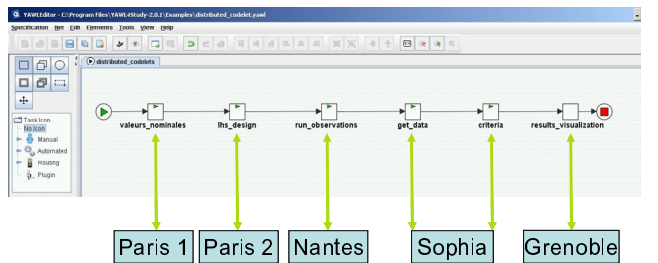 YAWLEditor - C:\Program Files\YAWL4Study-2.0.1\Examples\distributed_codelet.yawl
Specification Net Edit Elements Tools View Help
distributed_codelets
Task Icon
No Icon
Manual
Automated
Routing
Plugin
valeurs_nominales lhs_design run_observations get_data criteria results_visualization
Paris 1 Paris 2 Nantes Sophia Grenoble